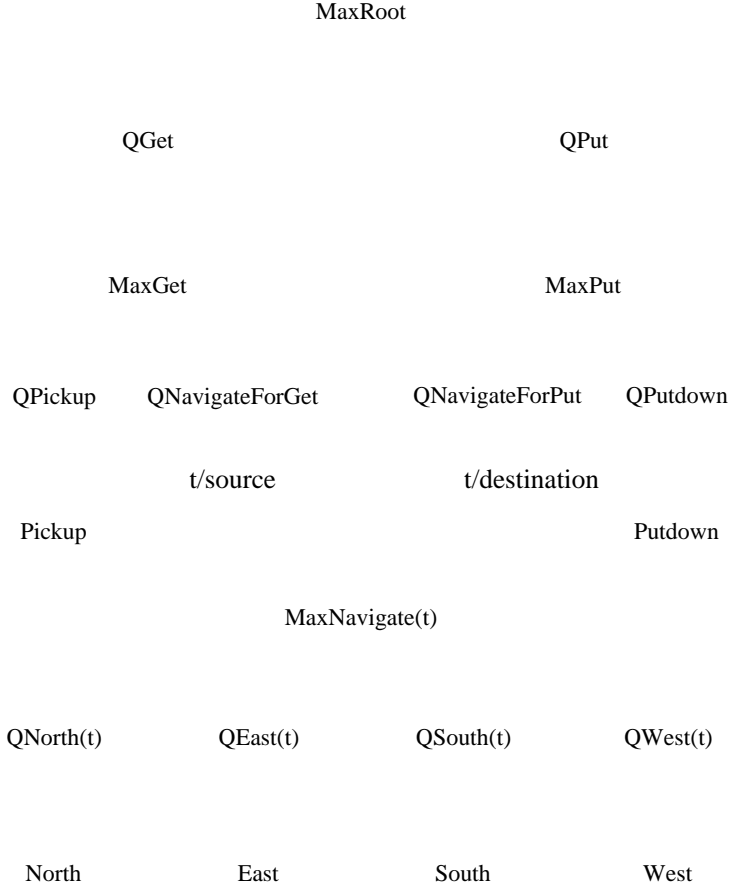 MaxRoot
QGet QPut
MaxGet MaxPut
QPickup QNavigateForGet QNavigateForPut QPutdown
t/source t/destination
Pickup Putdown
MaxNavigate(t)
QNorth(t) QEast(t) QSouth(t) QWest(t)
North East South West